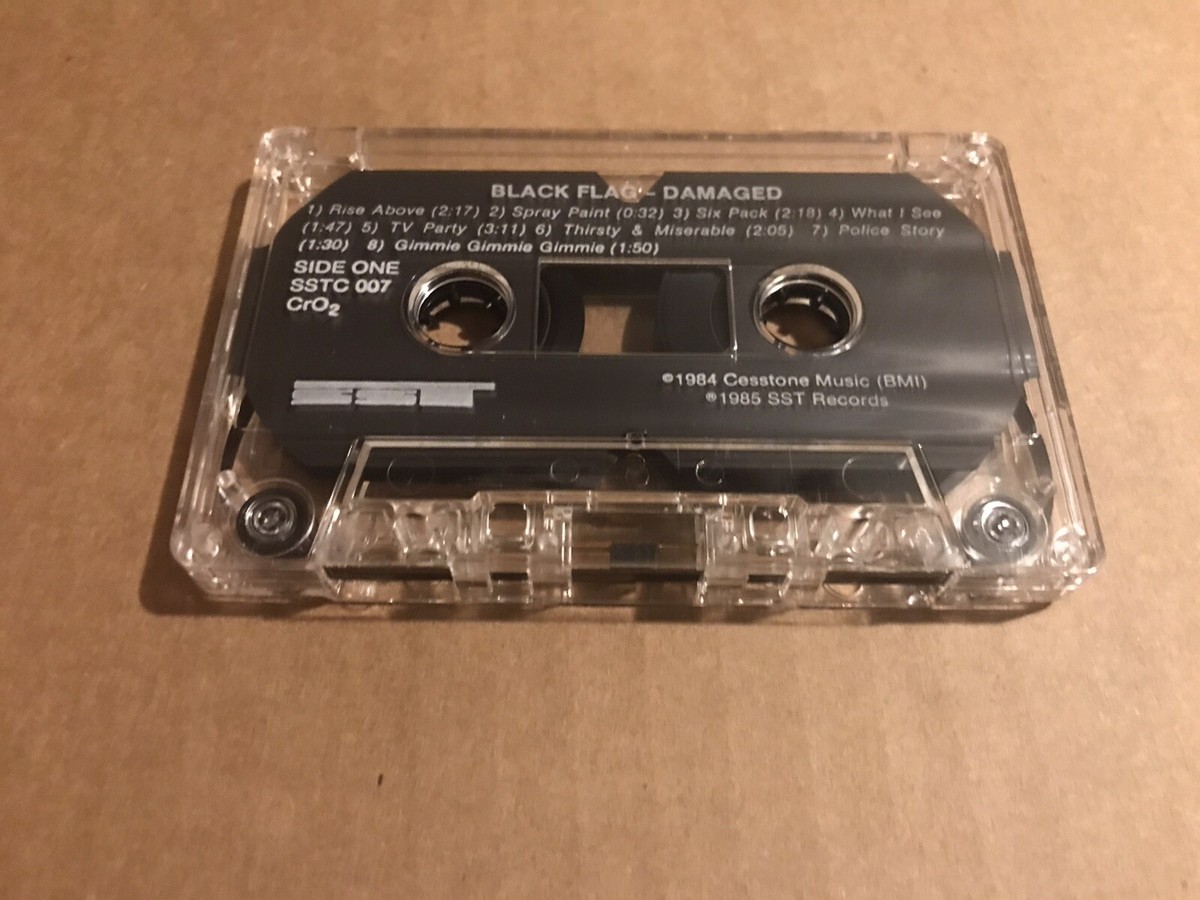 BLACK FLAG - DAMAGED
1) Rise Above (2:17) 2) Spray Paint (0:32) 3) Six Pack (2:18) 4) What I See
(1:47) 5) TV Party (3:11) 6) Thirsty & Miserable (2:05) 7) Police Story
(1:30) 8) Gimmie Gimmie Gimmie (1:50)
SIDE ONE
SSTC 007
CrO₂
SST
©1984 Cesstone Music (BMI)
℗1985 SST Records